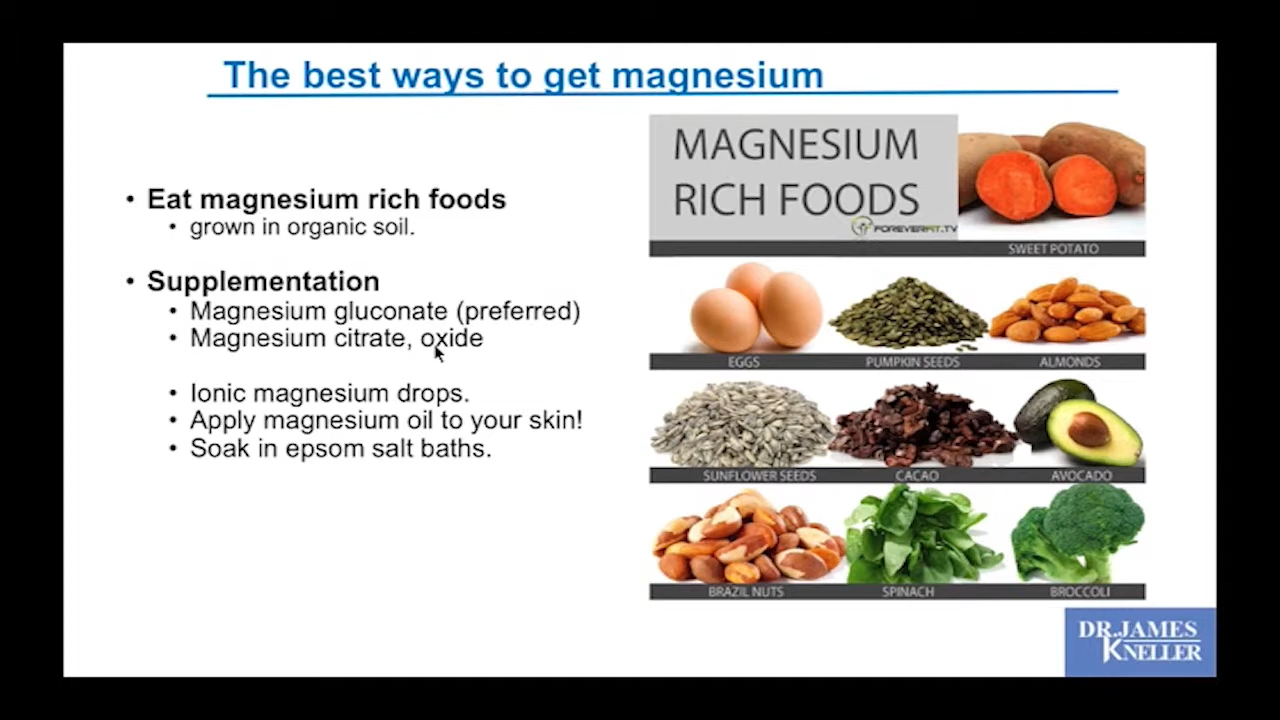 The best ways to get magnesium
• Eat magnesium rich foods
• grown in organic soil.
• Supplementation
• Magnesium gluconate (preferred)
• Magnesium citrate, oxide
• Ionic magnesium drops.
• Apply magnesium oil to your skin!
• Soak in epsom salt baths.
MAGNESIUM
RICH FOODS
FOREVERFIT.TV
SWEET POTATO
EGGS
PUMPKIN SEEDS
ALMONDS
SUNFLOWER SEEDS
CACAO
AVOCADO
BRAZIL NUTS
SPINACH
BROCCOLI
DR.JAMES
KNELLER